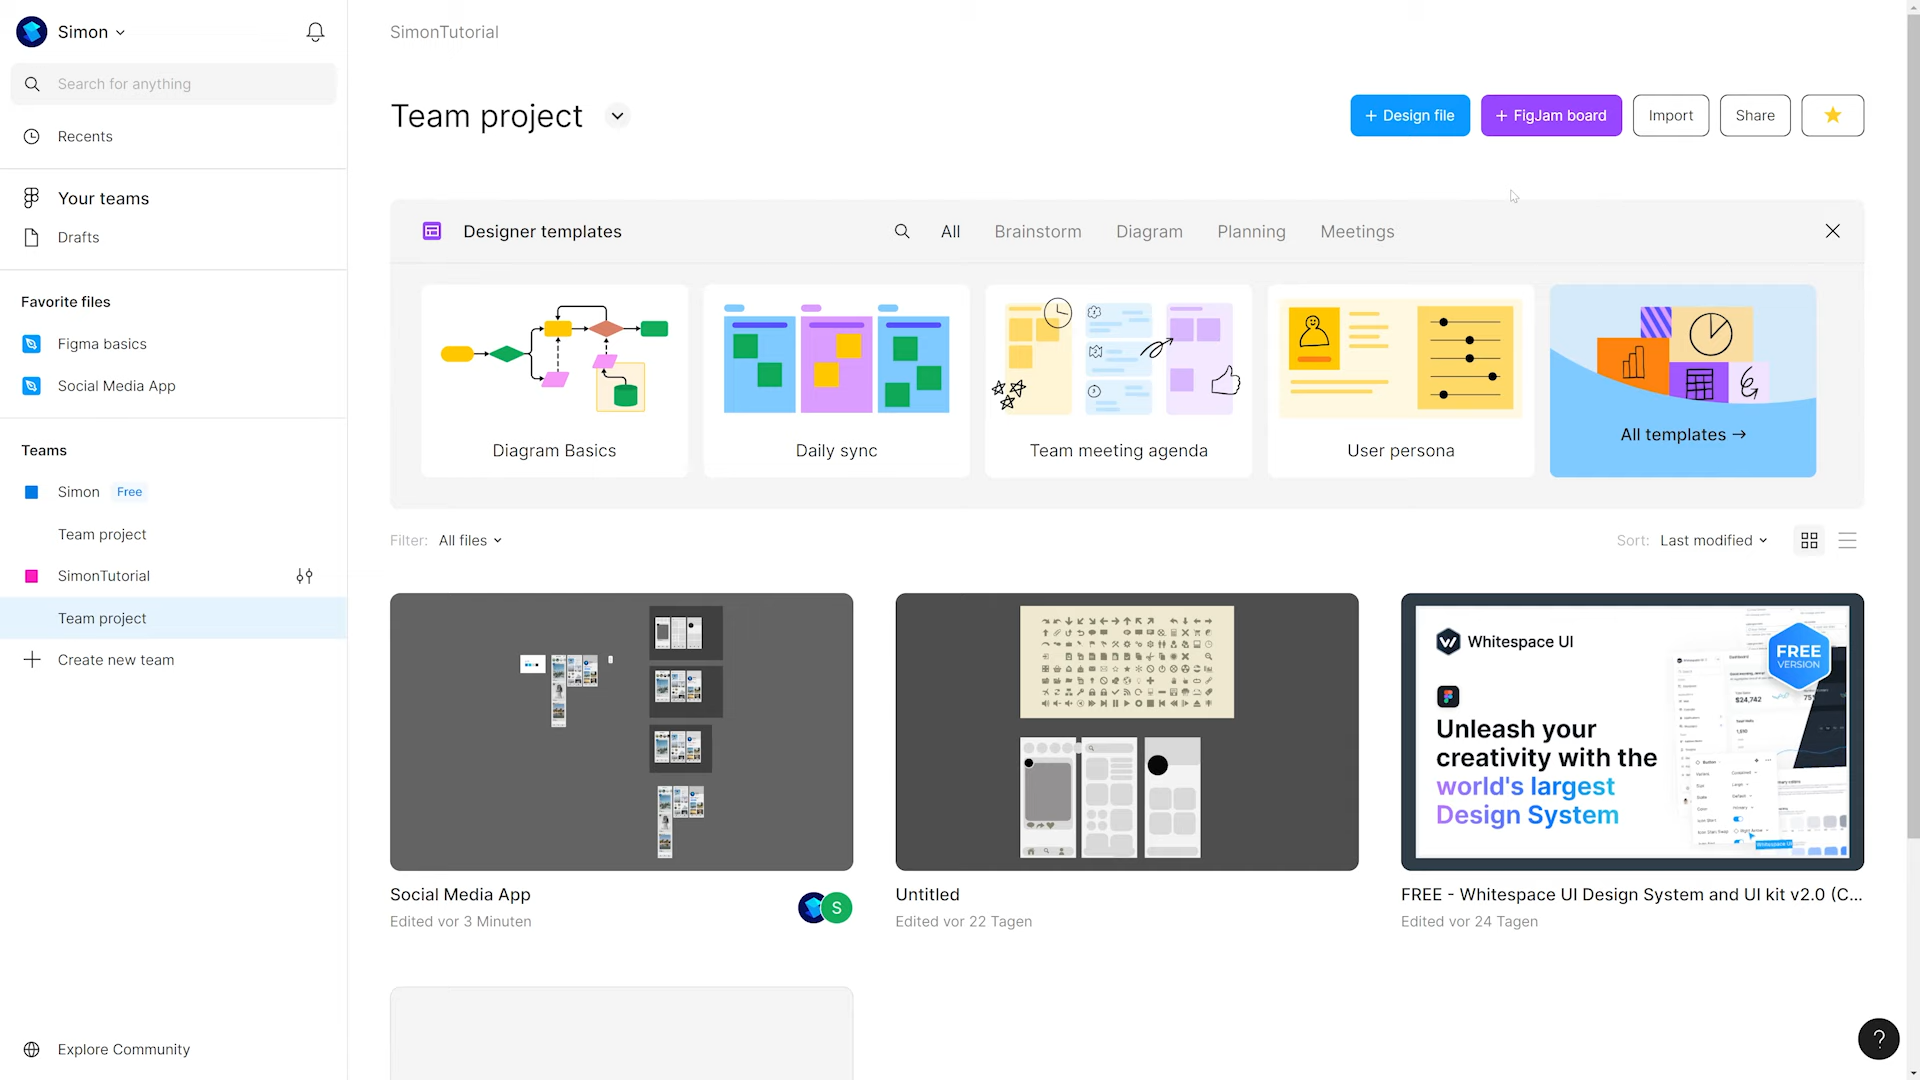 Simon
SimonTutorial
Search for anything
Recents
Your teams
Drafts
Favorite files
Figma basics
Social Media App
Teams
Simon Free
Team project
SimonTutorial
Team project
Create new team
Explore Community
Team project
+ Design file
+ FigJam board
Import
Share
Designer templates
All
Brainstorm
Diagram
Planning
Meetings
Diagram Basics
Daily sync
Team meeting agenda
User persona
All templates →
Filter: All files
Sort: Last modified
Whitespace UI
FREE
VERSION
Unleash your
creativity with the
world's largest
Design System
$24,742
Social Media App
Edited vor 3 Minuten
S
Untitled
Edited vor 22 Tagen
FREE - Whitespace UI Design System and UI kit v2.0 (C...
Edited vor 24 Tagen
?